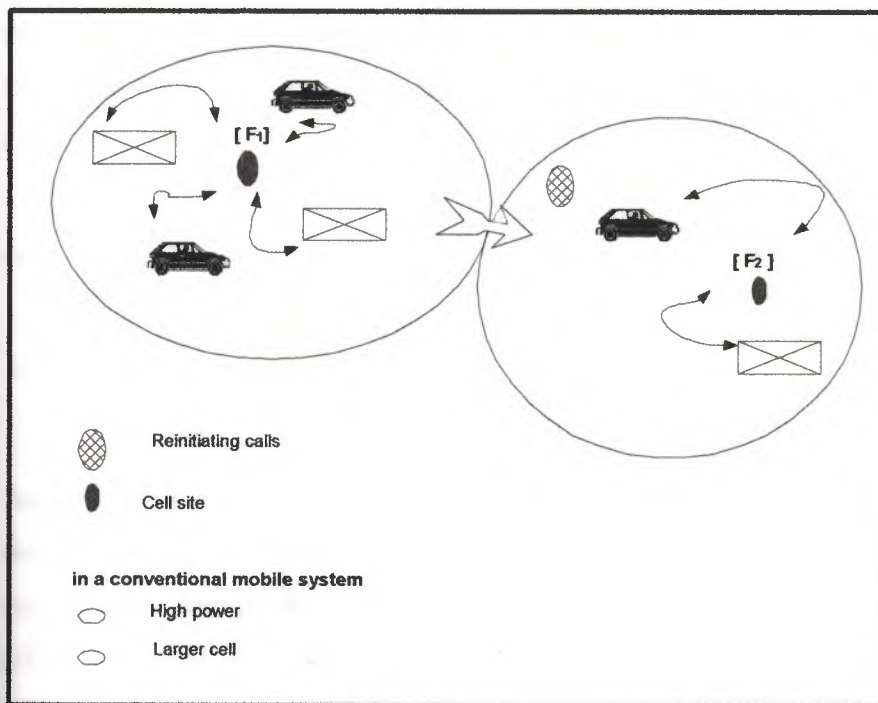 [ F1]
[ F2 ]
Reinitiating calls
Cell site
in a conventional mobile system
High power
Larger cell